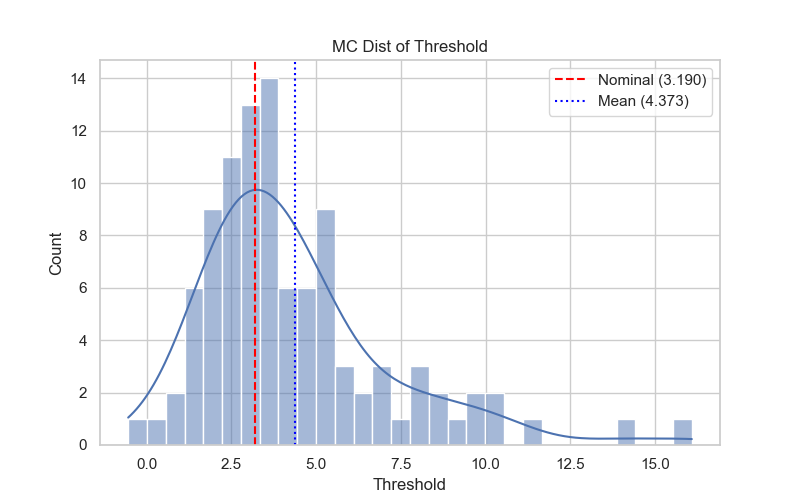 MC Dist of Threshold
Nominal (3.190)
Mean (4.373)
Count
14
12
10
8
6
4
2
0
0.0 2.5 5.0 7.5 10.0 12.5 15.0
Threshold